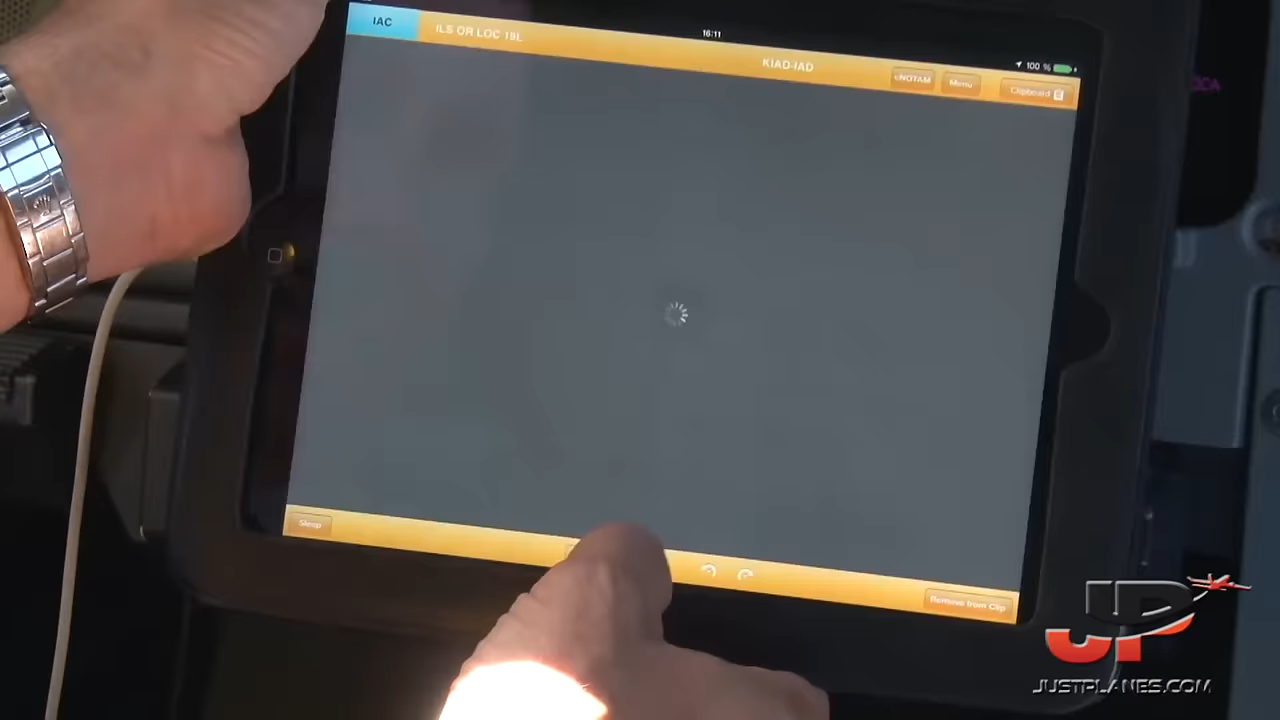 IAC
ILS OR LOC 19L
16:11
KIAD-IAD
100 %
eNOTAM
Menu
Clipboard
Sleep
Remove from Clip
JP
JUSTPLANES.COM